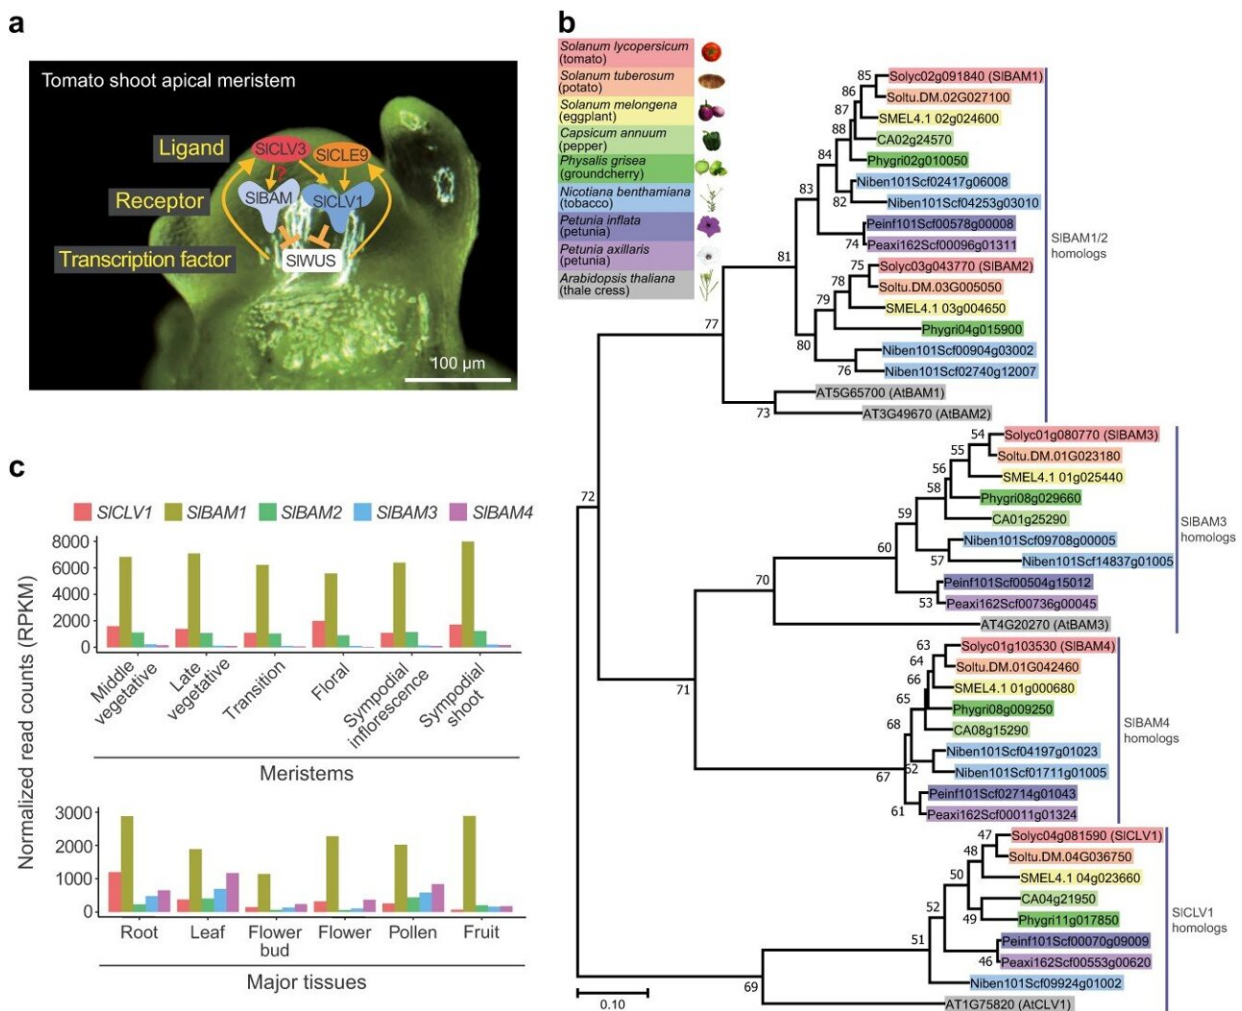 a
Tomato shoot apical meristem
Ligand
SlCLV3
SlCLE9
?
Receptor
SlBAM
SlCLV1
Transcription factor
SlWUS
100 µm
b
Solanum lycopersicum
(tomato)
Solanum tuberosum
(potato)
Solanum melongena
(eggplant)
Capsicum annuum
(pepper)
Physalis grisea
(groundcherry)
Nicotiana benthamiana
(tobacco)
Petunia inflata
(petunia)
Petunia axillaris
(petunia)
Arabidopsis thaliana
(thale cress)
85
Solyc02g091840 (SlBAM1)
86
Soltu.DM.02G027100
87
SMEL4.1 02g024600
88
CA02g24570
84
Phygri02g010050
83
Niben101Scf02417g06008
82
Niben101Scf04253g03010
Peinf101Scf00578g00008
74
Peaxi162Scf00096g01311
81
75
Solyc03g043770 (SlBAM2)
78
Soltu.DM.03G005050
79
SMEL4.1 03g004650
Phygri04g015900
80
Niben101Scf00904g03002
76
Niben101Scf02740g12007
77
AT5G65700 (AtBAM1)
73
AT3G49670 (AtBAM2)
SlBAM1/2
homologs
72
54
Solyc01g080770 (SlBAM3)
55
Soltu.DM.01G023180
56
SMEL4.1 01g025440
58
Phygri08g029660
59
CA01g25290
Niben101Scf09708g00005
57
Niben101Scf14837g01005
60
Peinf101Scf00504g15012
53
Peaxi162Scf00736g00045
70
AT4G20270 (AtBAM3)
SlBAM3
homologs
71
63
Solyc01g103530 (SlBAM4)
64
Soltu.DM.01G042460
66
SMEL4.1 01g000680
65
Phygri08g009250
68
CA08g15290
Niben101Scf04197g01023
62
Niben101Scf01711g01005
67
Peinf101Scf02714g01043
61
Peaxi162Scf00011g01324
SlBAM4
homologs
47
Solyc04g081590 (SlCLV1)
48
Soltu.DM.04G036750
50
SMEL4.1 04g023660
CA04g21950
49
Phygri11g017850
52
Peinf101Scf00070g09009
46
Peaxi162Scf00553g00620
51
Niben101Scf09924g01002
69
AT1G75820 (AtCLV1)
SlCLV1
homologs
0.10
c
SlCLV1 SlBAM1 SlBAM2 SlBAM3 SlBAM4
Normalized read counts (RPKM)
8000
6000
4000
2000
0
Middle
vegetative
Late
vegetative
Transition
Floral
Sympodial
inflorescence
Sympodial
shoot
Meristems
3000
2000
1000
0
Root Leaf Flower Flower Pollen Fruit
bud
Major tissues